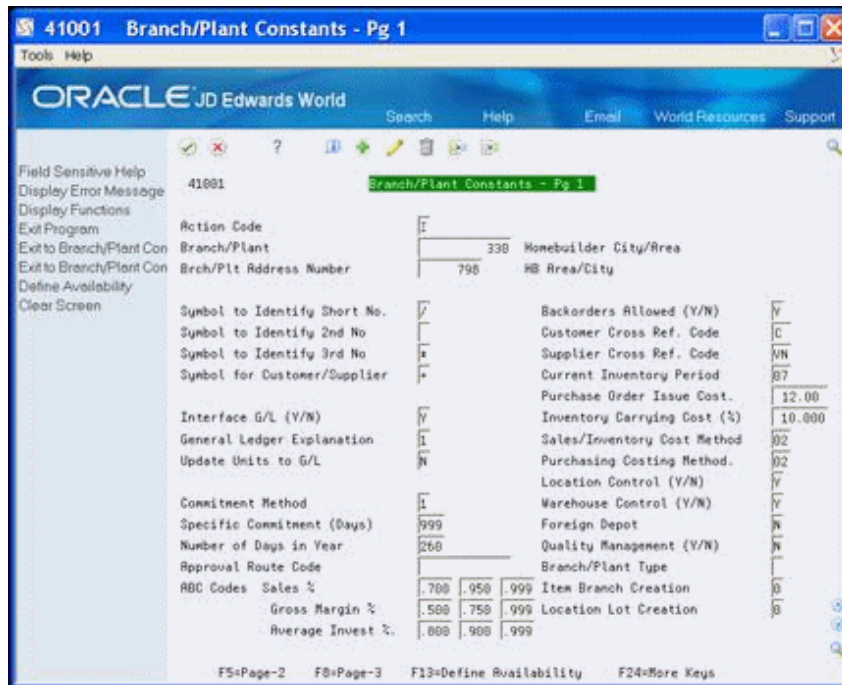 41001 Branch/Plant Constants - Pg 1
Tools Help
ORACLE JD Edwards World
Search Help Email World Resources Support
Field Sensitive Help
Display Error Message
Display Functions
Exit Program
Exit to Branch/Plant Con
Exit to Branch/Plant Con
Define Availability
Clear Screen
41001 Branch/Plant Constants - Pg 1
Action Code I
Branch/Plant 330 Homebuilder City/Area
Brch/Plt Address Number 798 HB Area/City
Symbol to Identify Short No. / Backorders Allowed (Y/N) Y
Symbol to Identify 2nd No Customer Cross Ref. Code C
Symbol to Identify 3rd No * Supplier Cross Ref. Code VN
Symbol for Customer/Supplier + Current Inventory Period 07
Purchase Order Issue Cost. 12.00
Interface G/L (Y/N) Y Inventory Carrying Cost (%) 10.000
General Ledger Explanation 1 Sales/Inventory Cost Method 02
Update Units to G/L N Purchasing Costing Method. 02
Location Control (Y/N) Y
Commitment Method 1 Warehouse Control (Y/N) Y
Specific Commitment (Days) 999 Foreign Depot N
Number of Days in Year 260 Quality Management (Y/N) N
Approval Route Code Branch/Plant Type
ABC Codes Sales % .700 .950 .999 Item Branch Creation 0
Gross Margin % .500 .750 .999 Location Lot Creation 0
Average Invest %. .800 .900 .999
F5=Page-2 F8=Page-3 F13=Define Availability F24=More Keys